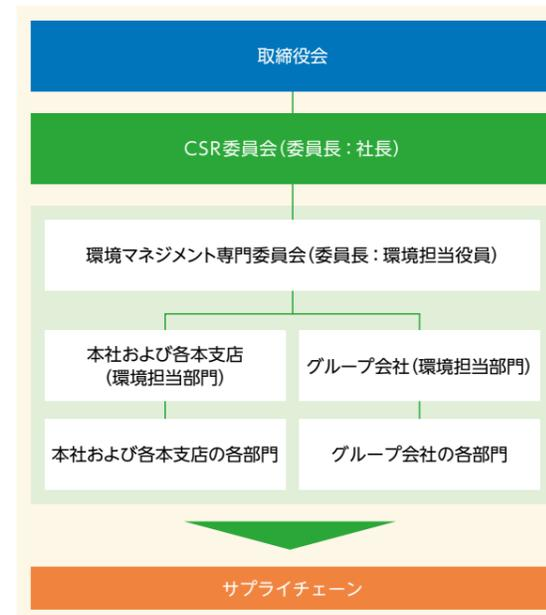 取締役会
CSR委員会(委員長：社長)
環境マネジメント専門委員会(委員長：環境担当役員)
本社および各本支店
(環境担当部門)
グループ会社(環境担当部門)
本社および各本支店の各部門
グループ会社の各部門
サプライチェーン